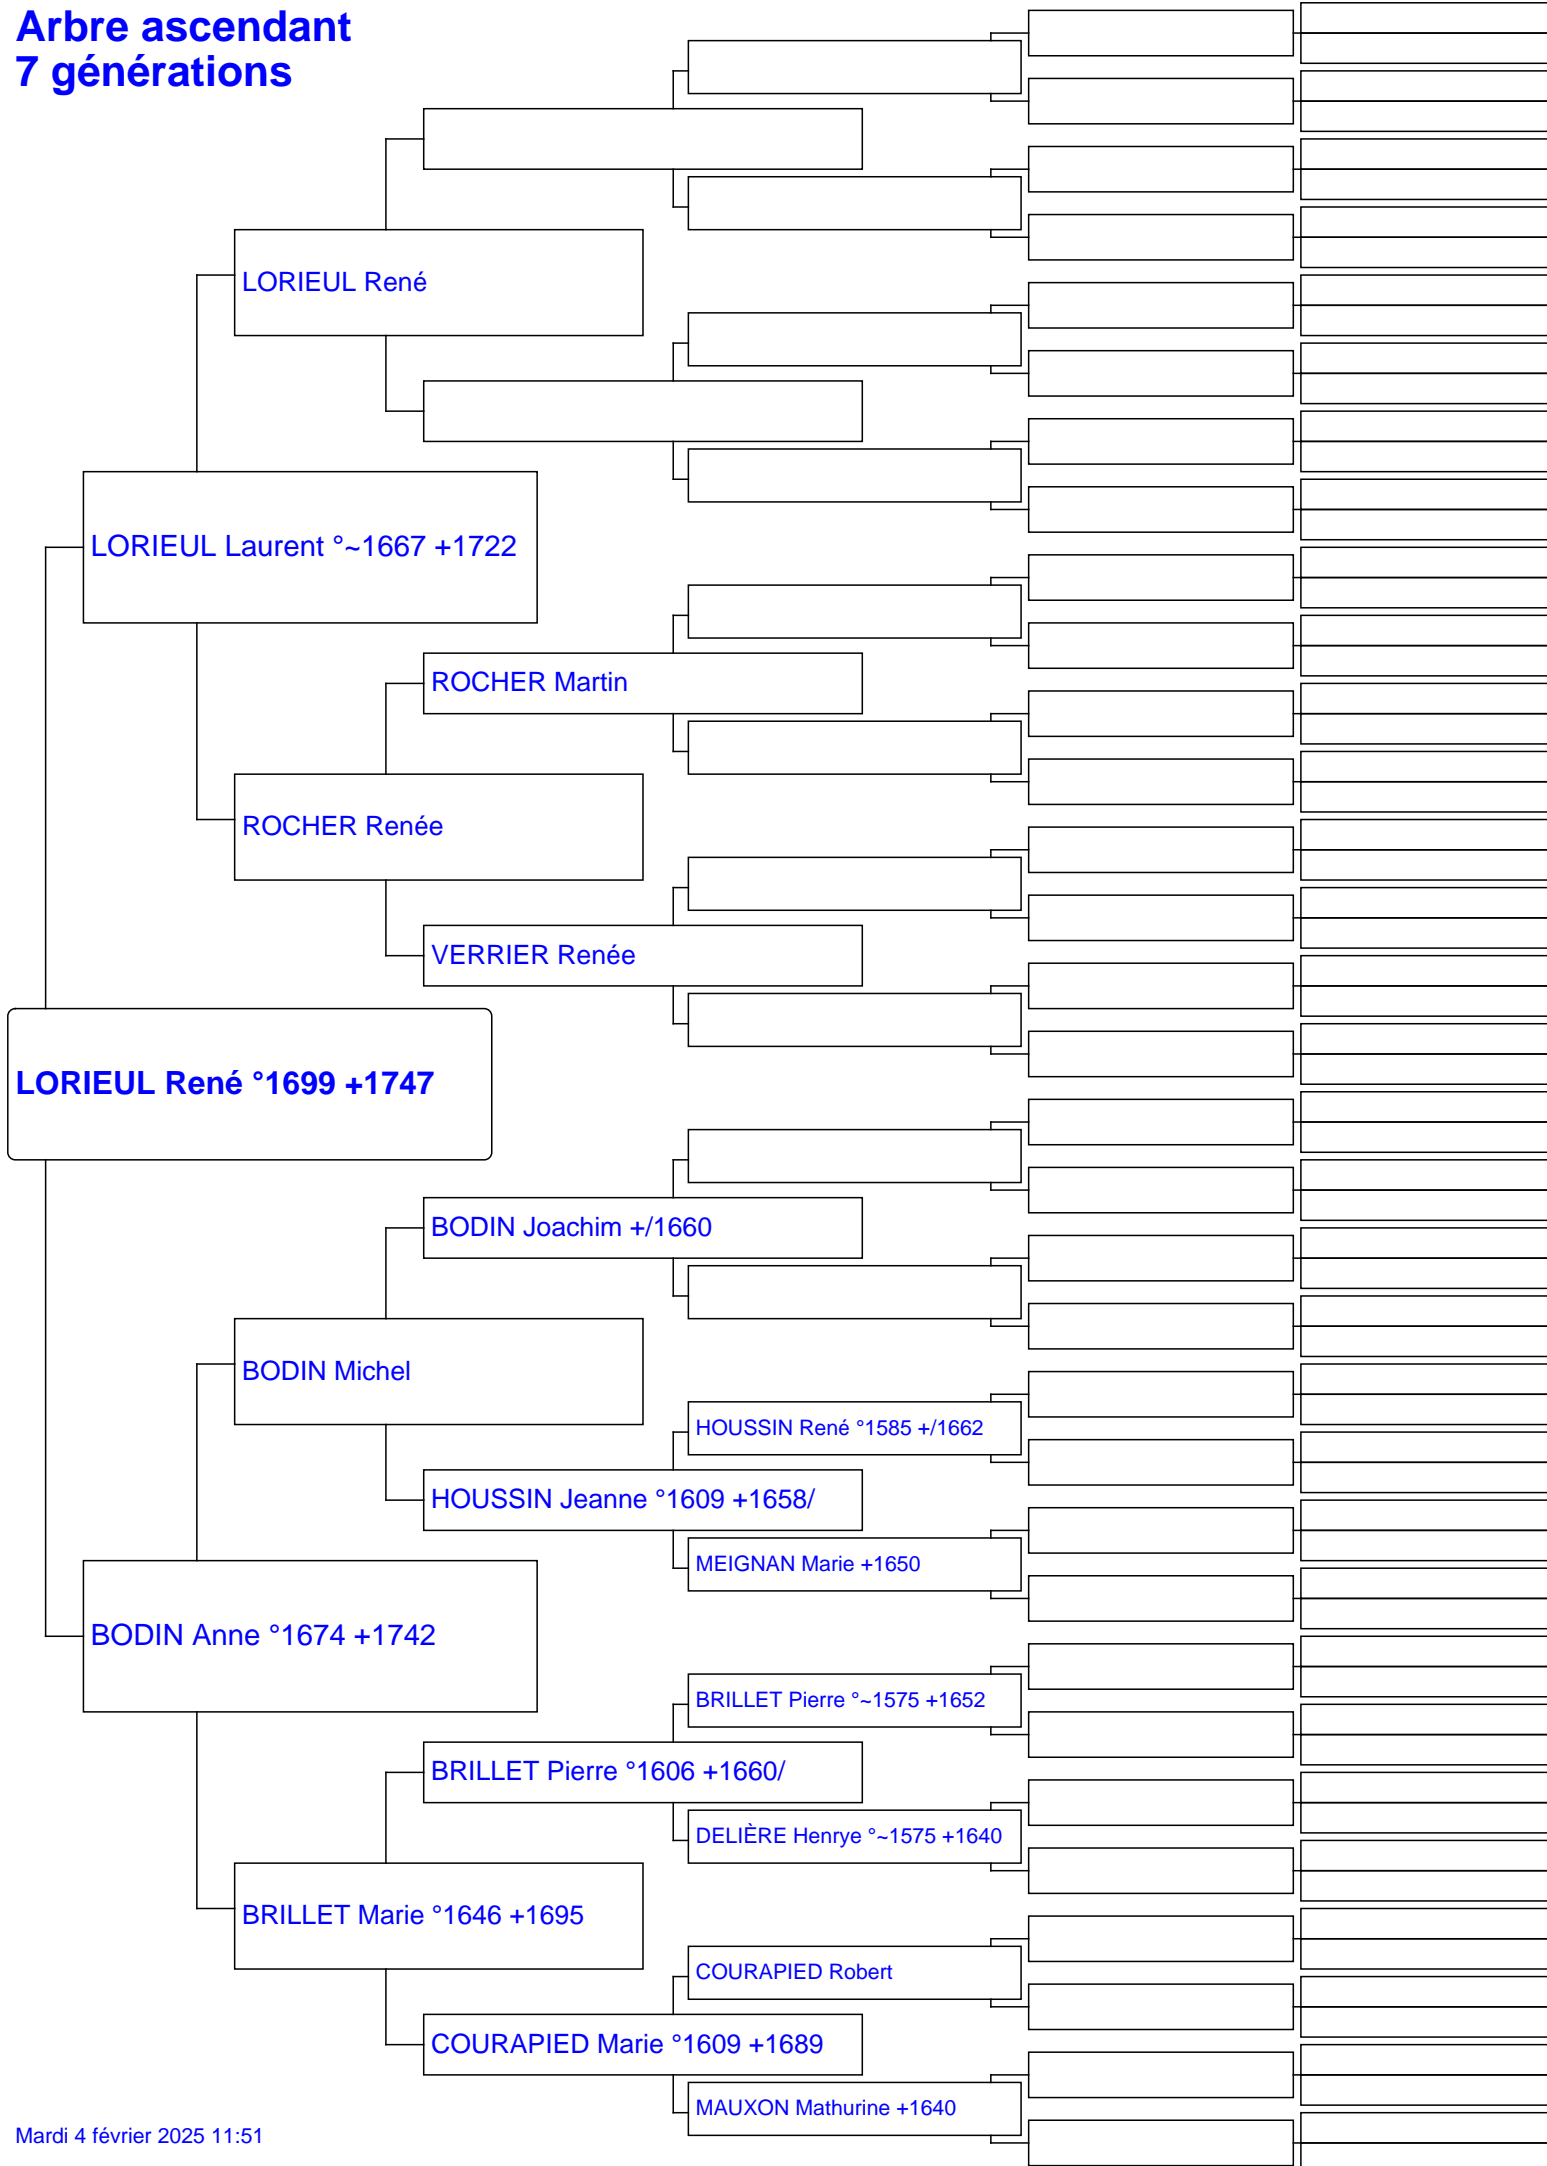 Arbre ascendant
7 générations
LORIEUL René
LORIEUL Laurent °~1667 +1722
ROCHER Martin
ROCHER Renée
VERRIER Renée
LORIEUL René °1699 +1747
BODIN Joachim +/1660
BODIN Michel
HOUSSIN René °1585 +/1662
HOUSSIN Jeanne °1609 +1658/
MEIGNAN Marie +1650
BODIN Anne °1674 +1742
BRILLET Pierre °~1575 +1652
BRILLET Pierre °1606 +1660/
DELIÈRE Henrye °~1575 +1640
BRILLET Marie °1646 +1695
COURAPIED Robert
COURAPIED Marie °1609 +1689
MAUXON Mathurine +1640
Mardi 4 février 2025 11:51